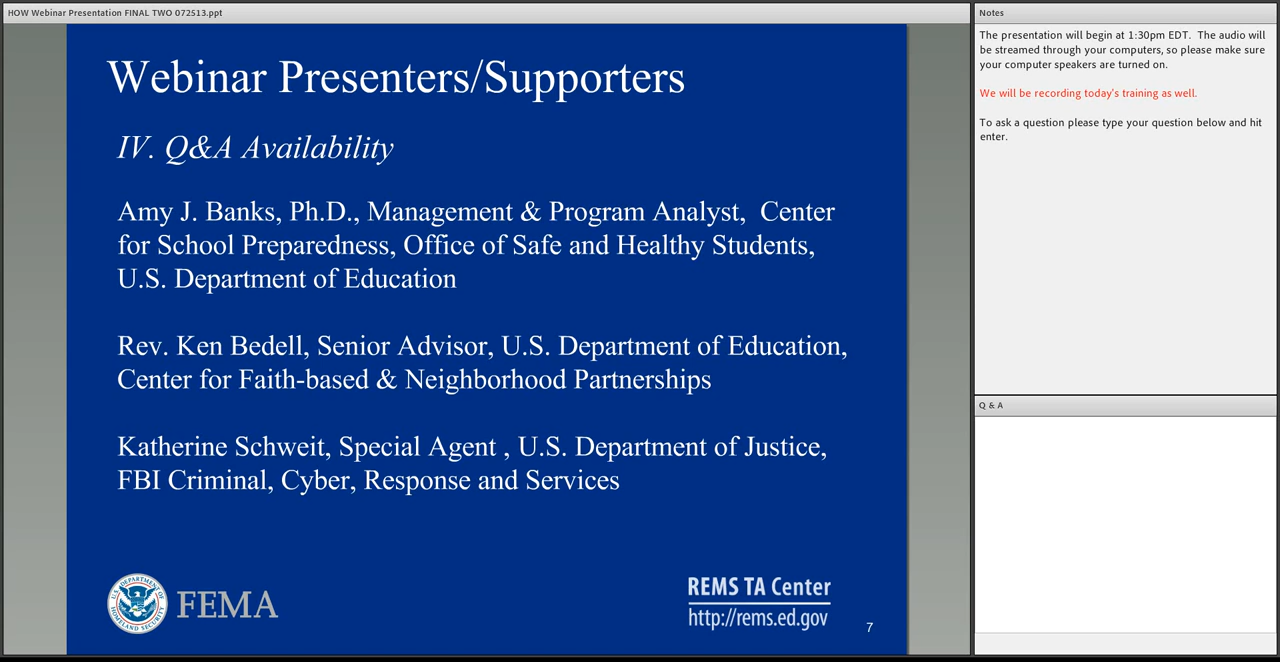 HOW Webinar Presentation FINAL TWO 072513.ppt
Webinar Presenters/Supporters
IV. Q&A Availability
Amy J. Banks, Ph.D., Management & Program Analyst,  Center
for School Preparedness, Office of Safe and Healthy Students,
U.S. Department of Education
Rev. Ken Bedell, Senior Advisor, U.S. Department of Education,
Center for Faith-based & Neighborhood Partnerships
Katherine Schweit, Special Agent , U.S. Department of Justice,
FBI Criminal, Cyber, Response and Services
U.S. DEPARTMENT OF
HOMELAND SECURITY
FEMA
REMS TA Center
http://rems.ed.gov
7
Notes
The presentation will begin at 1:30pm EDT.  The audio will
be streamed through your computers, so please make sure
your computer speakers are turned on.
We will be recording today's training as well.
To ask a question please type your question below and hit
enter.
Q & A